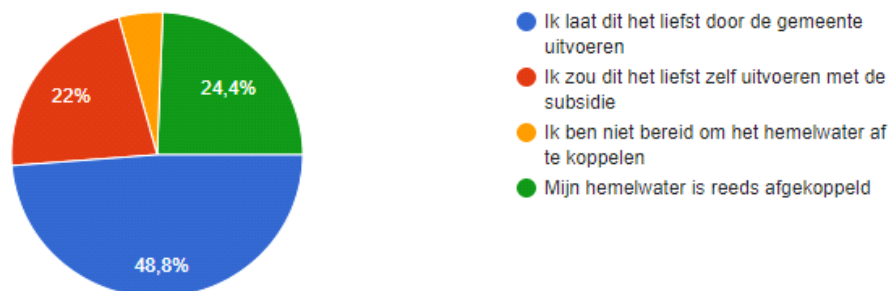 22%
24,4%
48,8%
Ik laat dit het liefst door de gemeente
uitvoeren
Ik zou dit het liefst zelf uitvoeren met de
subsidie
Ik ben niet bereid om het hemelwater af
te koppelen
Mijn hemelwater is reeds afgekoppeld